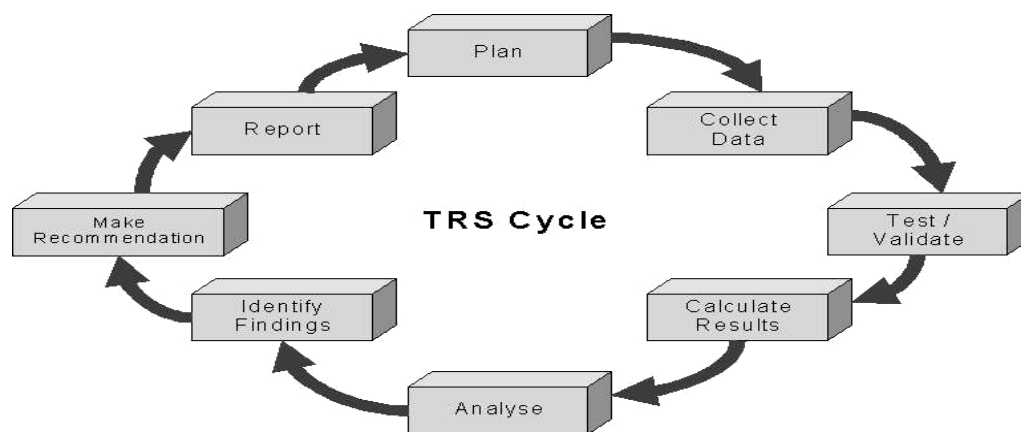 Plan
Collect
Data
Test /
Validate
Calculate
Results
Analyse
Identify
Findings
Make
Recommendation
Report
TRS Cycle